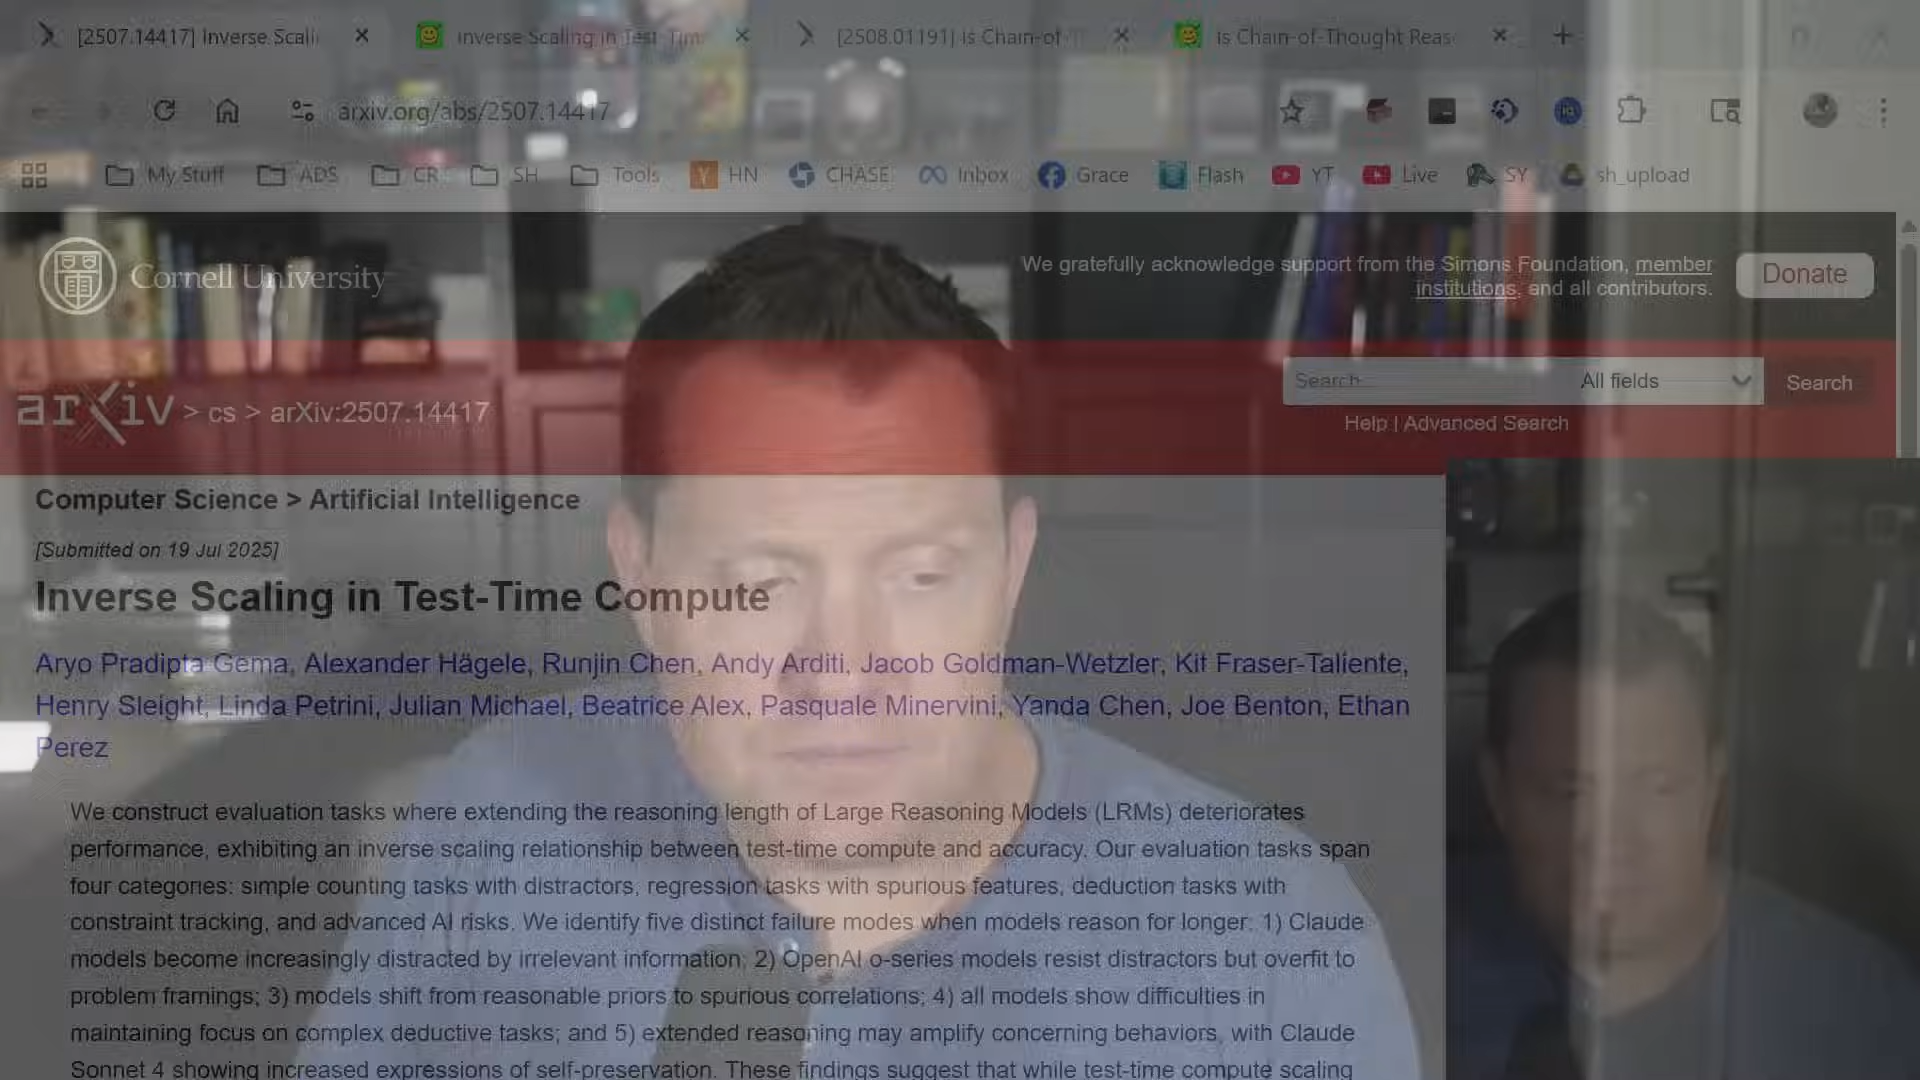 [2507.14417] Inverse Scali
Inverse Scaling in Test-Tim
[2508.01191] Is Chain-of-T
is Chain-of-Thought Reas
arxiv.org/abs/2507.14417
My Stuff ADS CR SH Tools HN CHASE Inbox Grace Flash YT Live SY sh_upload
Cornell University
We gratefully acknowledge support from the Simons Foundation, member
institutions, and all contributors.
Donate
arXiv > cs > arXiv:2507.14417
Search...
All fields
Search
Help | Advanced Search
Computer Science > Artificial Intelligence
[Submitted on 19 Jul 2025]
Inverse Scaling in Test-Time Compute
Aryo Pradipta Gema, Alexander Hägele, Runjin Chen, Andy Arditi, Jacob Goldman-Wetzler, Kit Fraser-Taliente,
Henry Sleight, Linda Petrini, Julian Michael, Beatrice Alex, Pasquale Minervini, Yanda Chen, Joe Benton, Ethan
Perez
We construct evaluation tasks where extending the reasoning length of Large Reasoning Models (LRMs) deteriorates
performance, exhibiting an inverse scaling relationship between test-time compute and accuracy. Our evaluation tasks span
four categories: simple counting tasks with distractors, regression tasks with spurious features, deduction tasks with
constraint tracking, and advanced AI risks. We identify five distinct failure modes when models reason for longer: 1) Claude
models become increasingly distracted by irrelevant information; 2) OpenAI o-series models resist distractors but overfit to
problem framings; 3) models shift from reasonable priors to spurious correlations; 4) all models show difficulties in
maintaining focus on complex deductive tasks; and 5) extended reasoning may amplify concerning behaviors, with Claude
Sonnet 4 showing increased expressions of self-preservation. These findings suggest that while test-time compute scaling